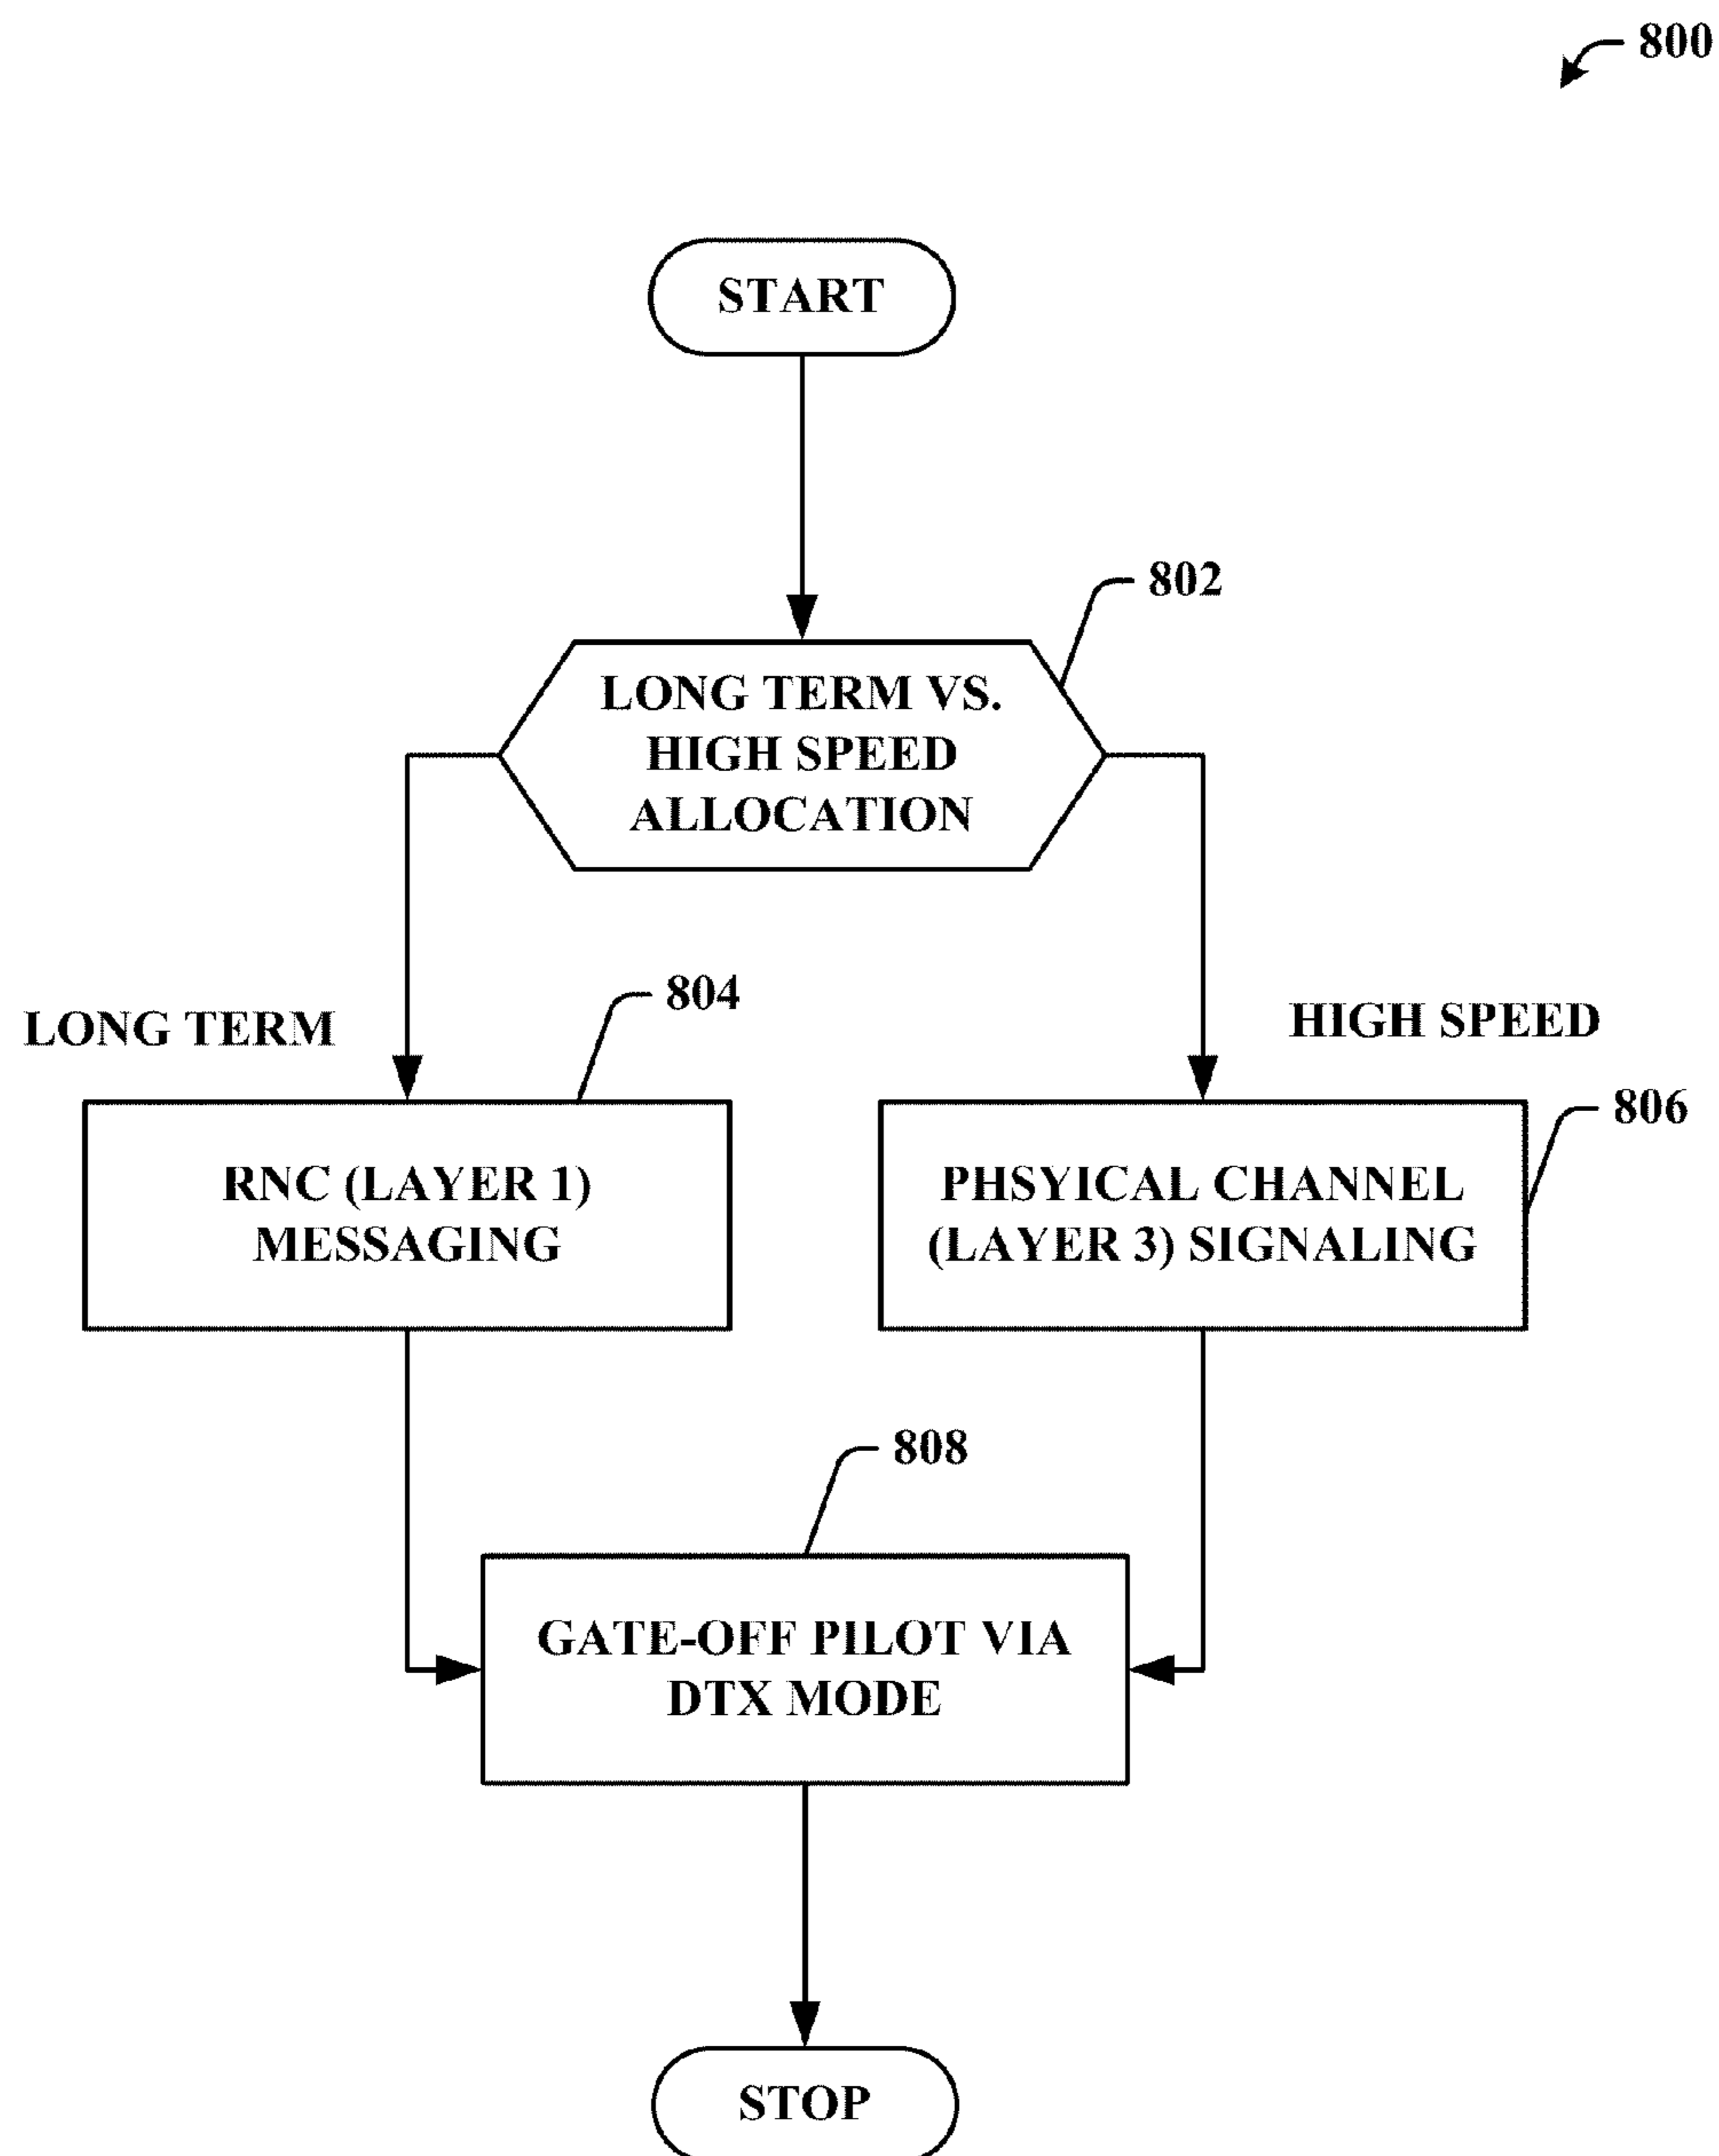 800
START
802
LONG TERM VS.
HIGH SPEED
ALLOCATION
LONG TERM
804
HIGH SPEED
806
RNC (LAYER 1)
MESSAGING
PHSYICAL CHANNEL
(LAYER 3) SIGNALING
808
GATE-OFF PILOT VIA
DTX MODE
STOP